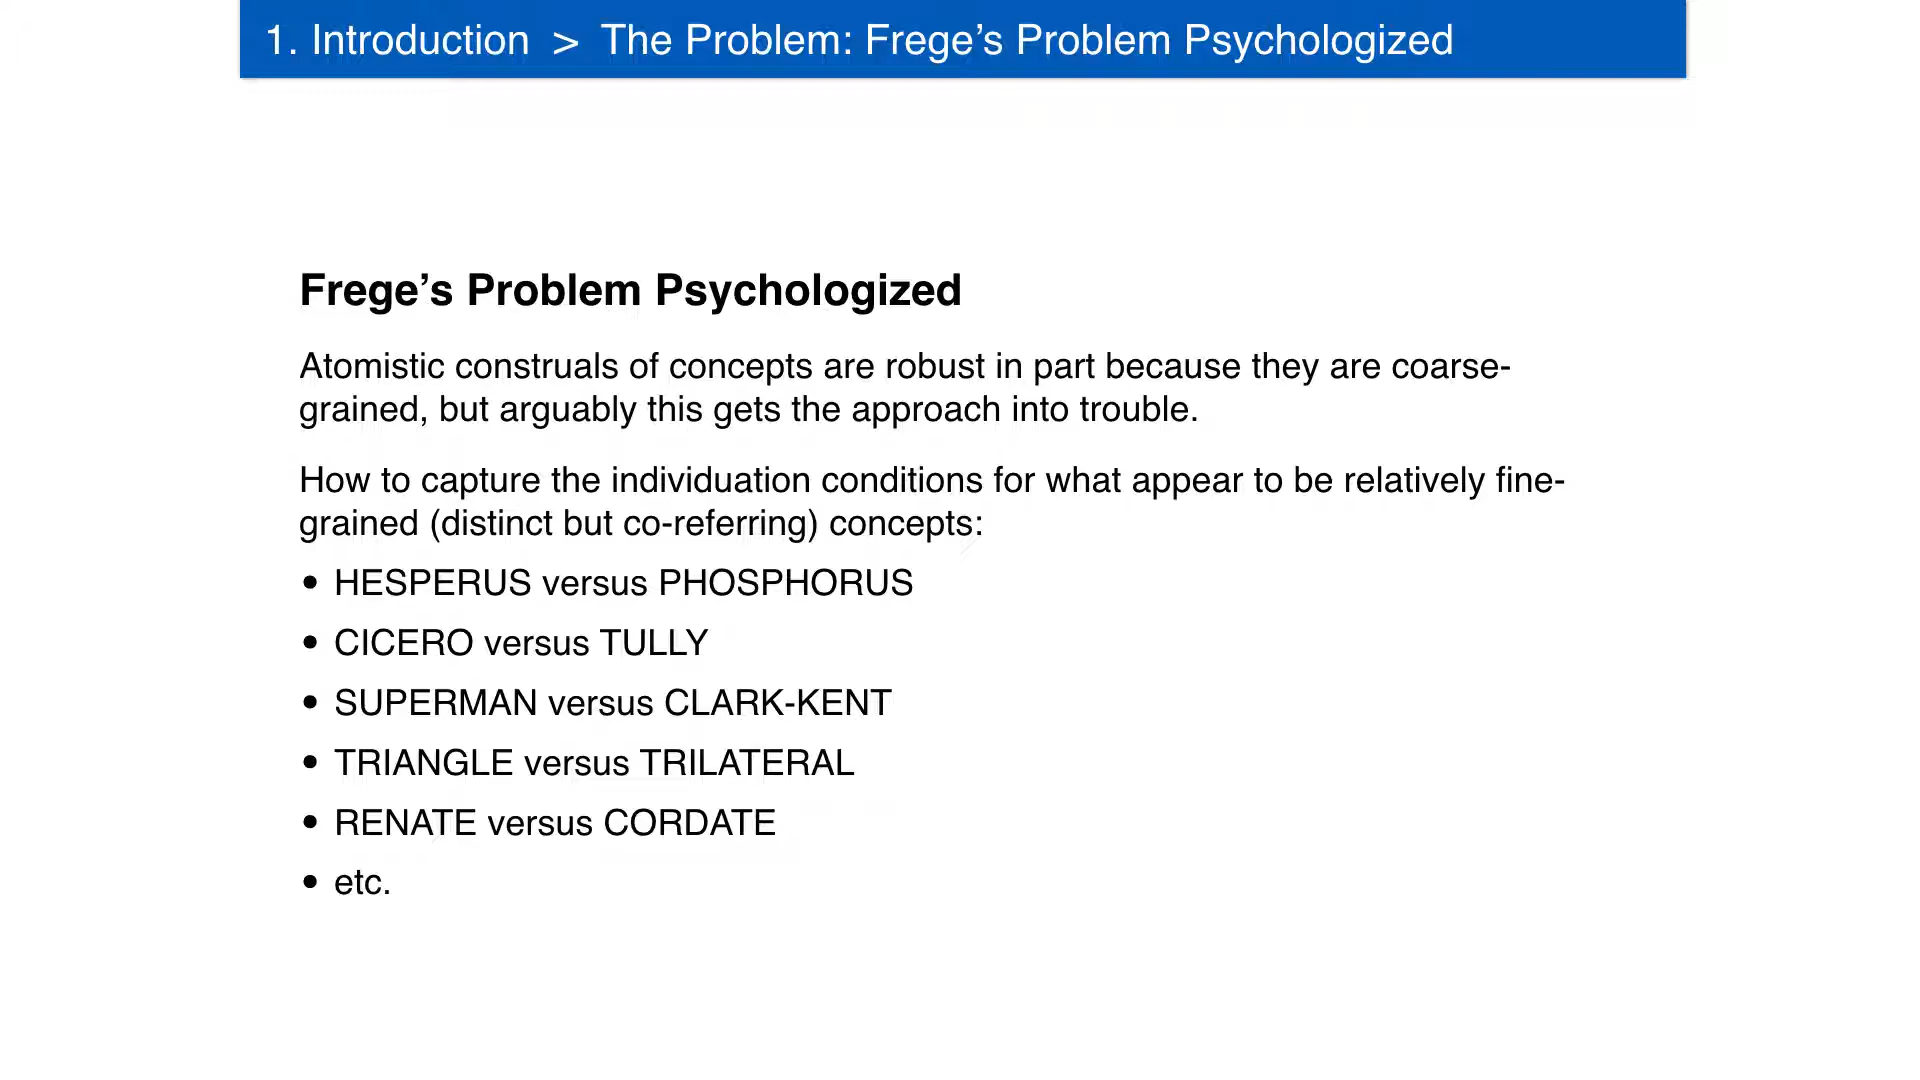 1. Introduction > The Problem: Frege’s Problem Psychologized
Frege’s Problem Psychologized
Atomistic construals of concepts are robust in part because they are coarse-
grained, but arguably this gets the approach into trouble.
How to capture the individuation conditions for what appear to be relatively fine-
grained (distinct but co-referring) concepts:
• HESPERUS versus PHOSPHORUS
• CICERO versus TULLY
• SUPERMAN versus CLARK-KENT
• TRIANGLE versus TRILATERAL
• RENATE versus CORDATE
• etc.